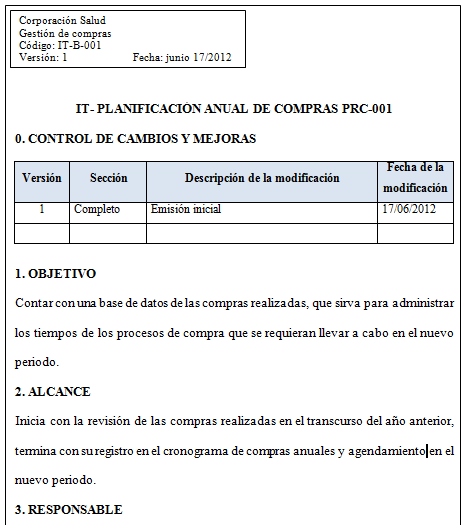 Corporación Salud
Gestión de compras
Código: IT-B-001
Versión: 1 Fecha: junio 17/2012
IT- PLANIFICACIÓN ANUAL DE COMPRAS PRC-001
0. CONTROL DE CAMBIOS Y MEJORAS
Versión Sección Descripción de la modificación Fecha de la modificación
1 Completo Emisión inicial 17/06/2012
1. OBJETIVO
Contar con una base de datos de las compras realizadas, que sirva para administrar
los tiempos de los procesos de compra que se requieran llevar a cabo en el nuevo
periodo.
2. ALCANCE
Inicia con la revisión de las compras realizadas en el transcurso del año anterior,
termina con su registro en el cronograma de compras anuales y agendamiento en el
nuevo periodo.
3. RESPONSABLE